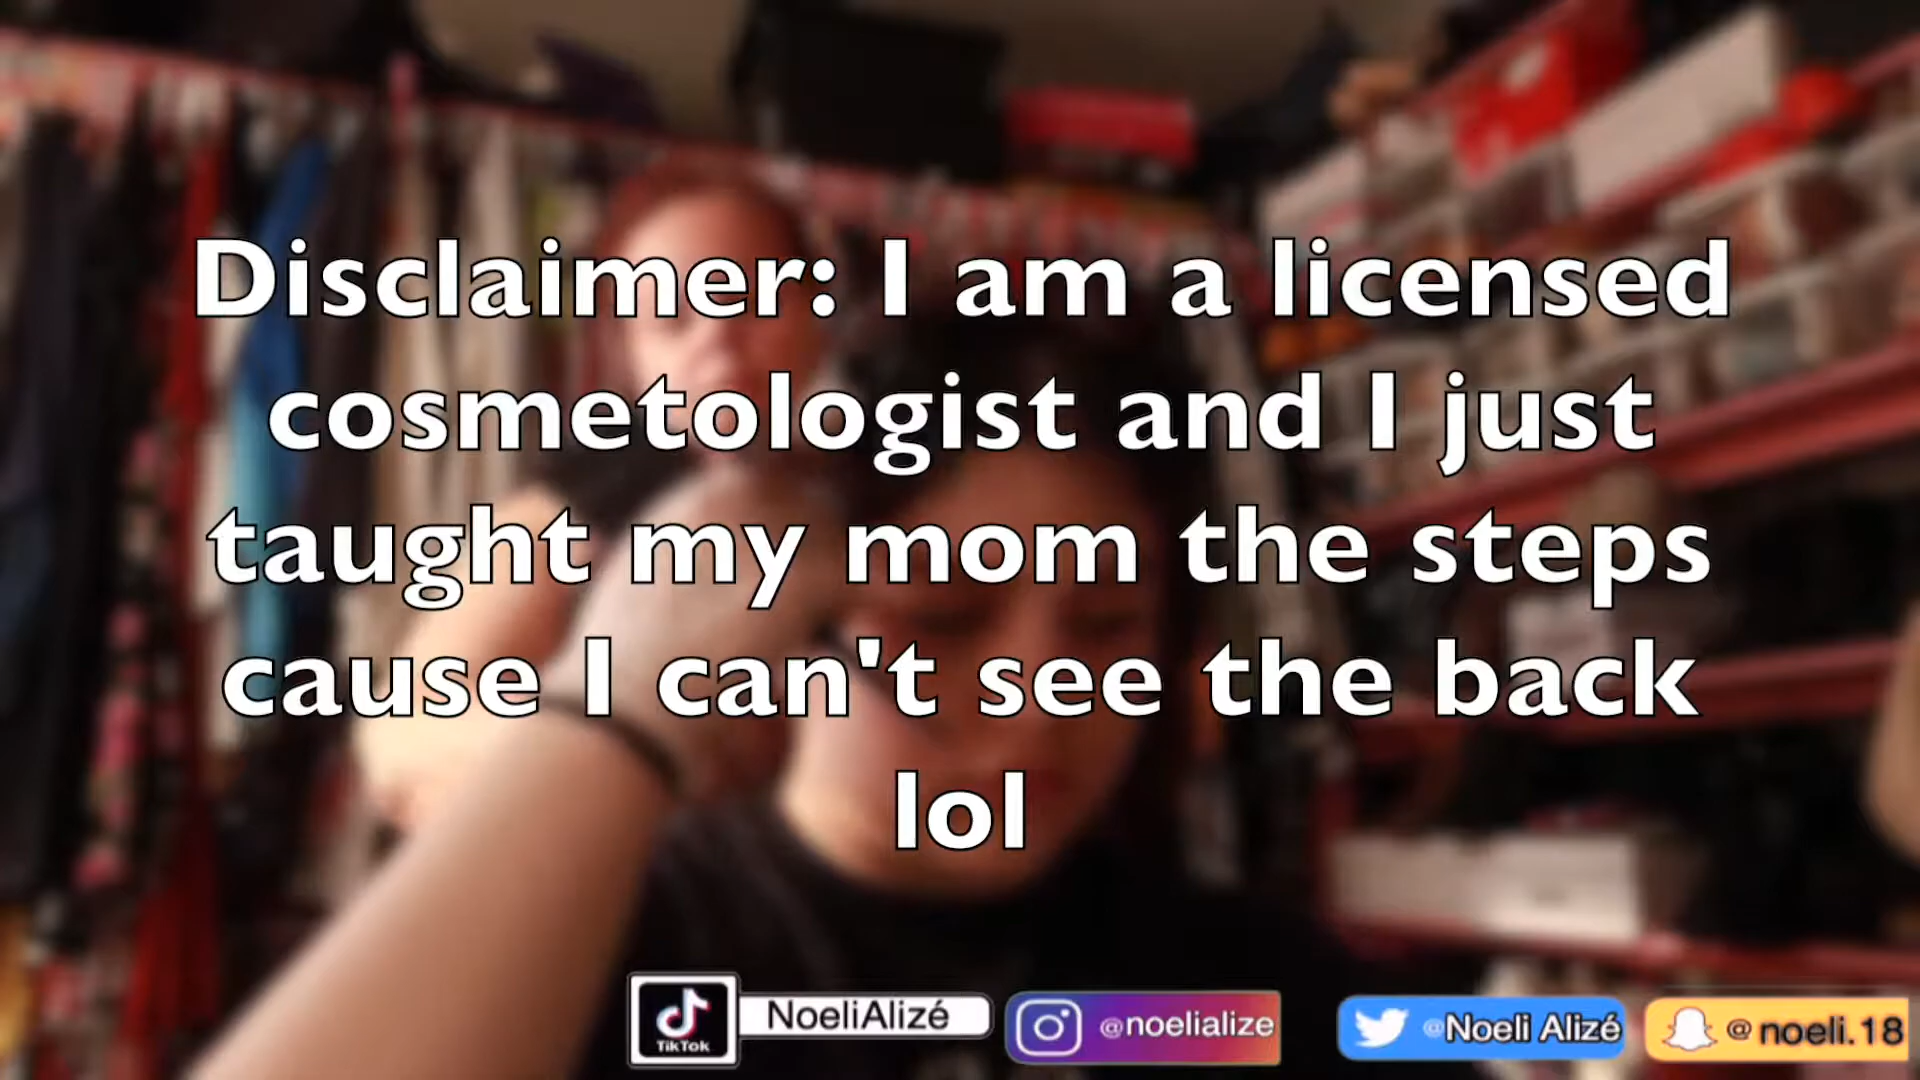 Disclaimer: I am a licensed
cosmetologist and I just
taught my mom the steps
cause I can't see the back
lol
TikTok
NoeliAlizé
@noelialize
@Noeli Alizé
@noeli.18